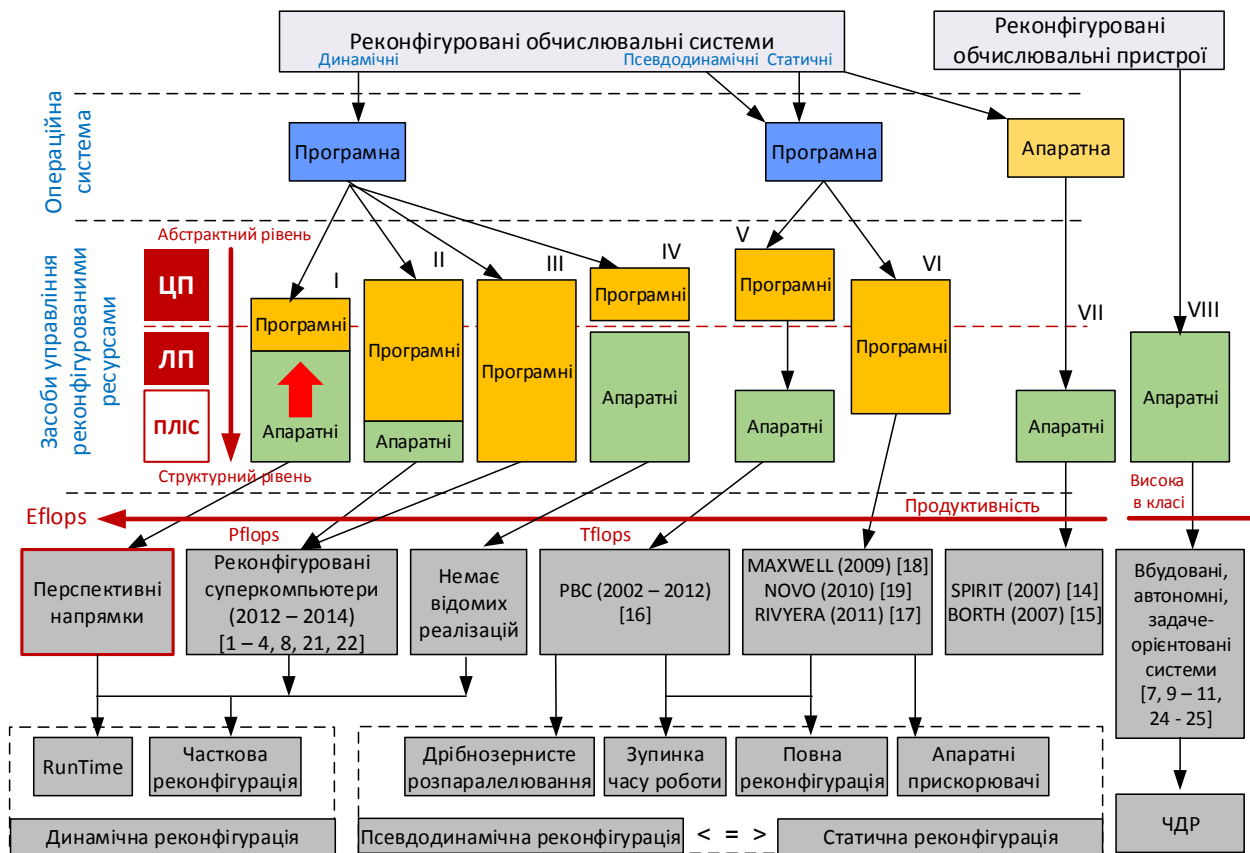 Реконфігуровані обчислювальні системи
Динамічні
Псевдодинамічні
Статичні
Реконфігуровані
обчислювальні пристрої
Операційна
система
Програмна
Програмна
Апаратна
Засоби управління
реконфігурованими
ресурсами
Абстрактний рівень
ЦП
ЛП
ПЛІС
Структурний рівень
I
Програмні
Апаратні
II
Програмні
Апаратні
III
Програмні
IV
Програмні
Апаратні
V
Програмні
Апаратні
VI
Програмні
VII
Апаратні
VIII
Апаратні
Eflops
Pflops
Tflops
Продуктивність
Висока
в класі
Перспективні
напрямки
Реконфігуровані
суперкомпьютери
(2012 – 2014)
[1 – 4, 8, 21, 22]
Немає
відомих
реалізацій
РВС (2002 – 2012)
[16]
MAXWELL (2009) [18]
NOVO (2010) [19]
RIVYERA (2011) [17]
SPIRIT (2007) [14]
BORTH (2007) [15]
Вбудовані,
автономні,
задаче-
орієнтовані
системи
[7, 9 – 11,
24 - 25]
RunTime
Часткова
реконфігурація
Дрібнозернисте
розпаралелювання
Зупинка
часу роботи
Повна
реконфігурація
Апаратні
прискорювачі
ЧДР
Динамічна реконфігурація
Псевдодинамічна реконфігурація
< = >
Статична реконфігурація